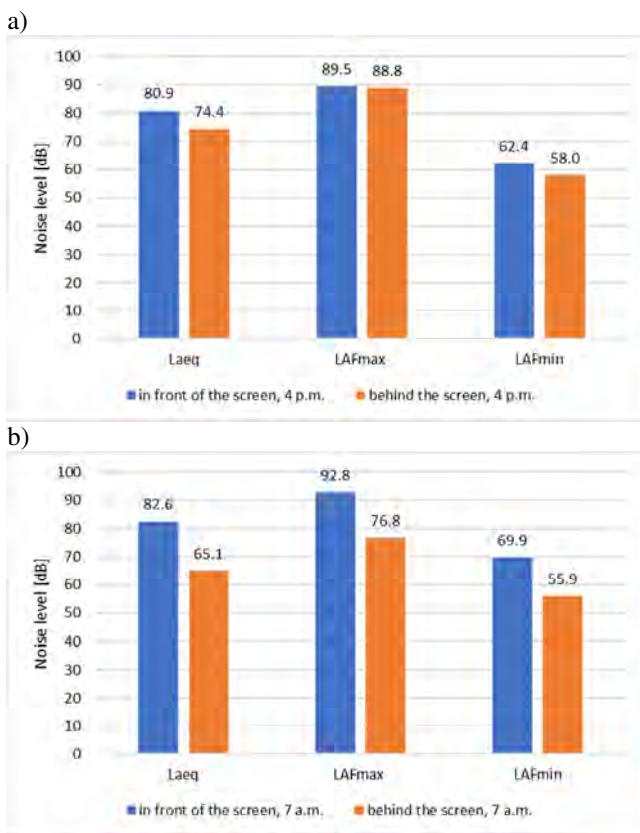 a)
100
90
80
70
60
50
40
30
20
10
0
Noise level [dB]
80.9
74.4
89.5
88.8
62.4
58.0
Laeq
LAFmax
LAFmin
in front of the screen, 4 p.m.
behind the screen, 4 p.m.
b)
100
90
80
70
60
50
40
30
20
10
0
Noise level [dB]
82.6
65.1
92.8
76.8
69.9
55.9
Laeq
LAFmax
LAFmin
in front of the screen, 7 a.m.
behind the screen, 7 a.m.